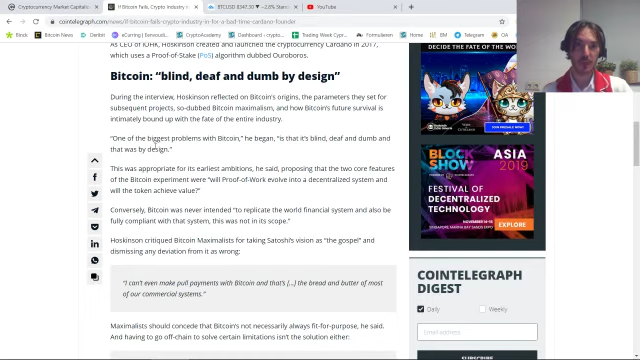 Cryptocurrency Market Capitaliz
If Bitcoin Fails, Crypto Industry is
BTCUSD 8347.30 ▼ −2.8%
YouTube
cointelegraph.com/news/if-bitcoin-fails-crypto-industry-in-for-a-bad-time-cardano-founder
As CEO of IOHK, Hoskinson created and launched the cryptocurrency Cardano in 2017,
which uses a Proof-of-Stake (PoS) algorithm dubbed Ouroboros.
Bitcoin: “blind, deaf and dumb by design”
During the interview, Hoskinson reflected on Bitcoin’s origins, the parameters they set for
subsequent projects, so-dubbed Bitcoin maximalism, and how Bitcoin’s future survival is
intimately bound up with the fate of the entire industry.
“One of the biggest problems with Bitcoin,” he began, “is that it’s blind, deaf and dumb and
that was by design.”
This was appropriate for its earliest ambitions, he said, proposing that the two core features
of the Bitcoin experiment were “will Proof-of-Work evolve into a decentralized system and
will the token achieve value?”
Conversely, Bitcoin was never intended “to replicate the world financial system and also be
fully compliant with that system, this was not in its scope.”
Hoskinson critiqued Bitcoin Maximalists for taking Satoshi’s vision as “the gospel” and
dismissing any deviation from it as wrong:
“I can’t even make pull payments with Bitcoin and that’s […] the bread and butter of most
of our commercial systems.”
Maximalists should concede that Bitcoin’s not necessarily always fit-for-purpose, he said.
And having to go off-chain to solve certain limitations isn’t the solution either:
DECIDE THE FATE OF THE
JOIN PRESALE NOW!
BLOCK
SHOW
ASIA
2019
FESTIVAL OF
DECENTRALIZED
TECHNOLOGY
EXPLORE
COINTELEGRAPH
DIGEST
Daily
Weekly
Email address
SUBSCRIBE